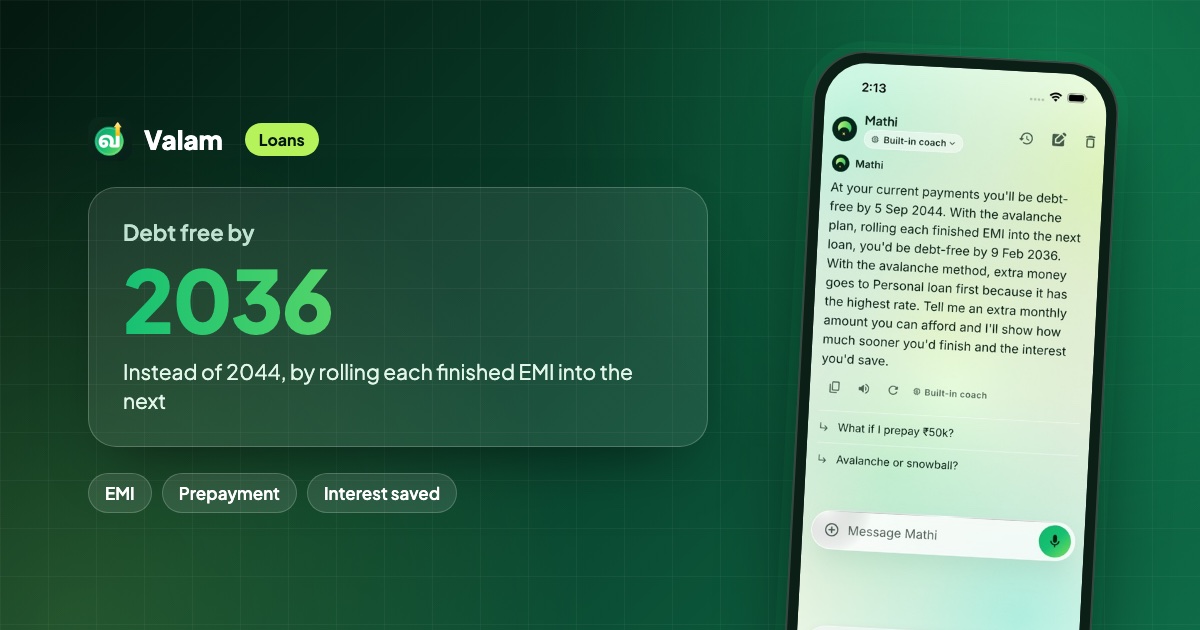 வ
Valam
Loans
Debt free by
2036
Instead of 2044, by rolling each finished EMI into the
next
EMI
Prepayment
Interest saved
2:13
Mathi
Built-in coach
Mathi
At your current payments you'll be debt-
free by 5 Sep 2044. With the avalanche
plan, rolling each finished EMI into the next
loan, you'd be debt-free by 9 Feb 2036.
With the avalanche method, extra money
goes to Personal loan first because it has
the highest rate. Tell me an extra monthly
amount you can afford and I'll show how
much sooner you'd finish and the interest
you'd save.
Built-in coach
What if I prepay ₹50k?
Avalanche or snowball?
Message Mathi